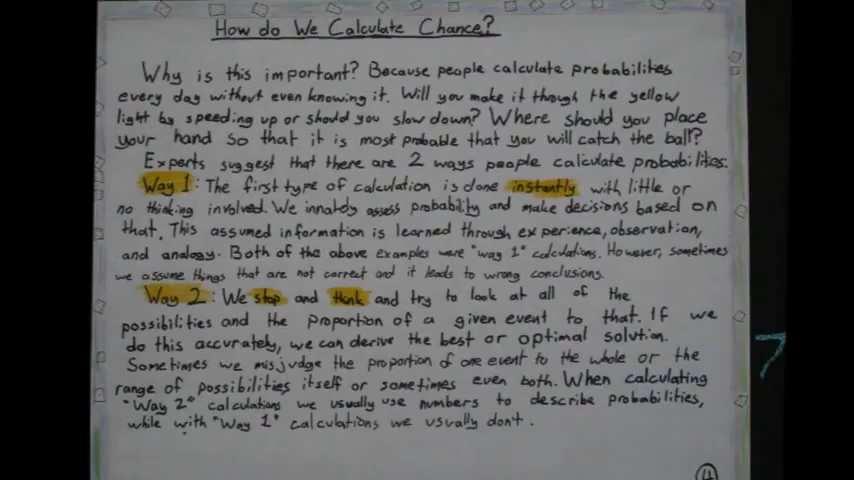 How do We Calculate Chance?
Why is this important? Because people calculate probabilities
every day without even knowing it. Will you make it through the yellow
light by speeding up or should you slow down? Where should you place
your hand so that it is most probable that you will catch the ball?
Experts suggest that there are 2 ways people calculate probabilities.
Way 1: The first type of calculation is done instantly with little or
no thinking involved. We innately assess probability and make decisions based on
that. This assumed information is learned through experience, observation,
and analogy. Both of the above examples were "way 1" calculations. However, sometimes
we assume things that are not correct and it leads to wrong conclusions.
Way 2: We stop and think and try to look at all of the
possibilities and the proportion of a given event to that. If we
do this accurately, we can derive the best or optimal solution.
Sometimes we misjudge the proportion of one event to the whole or the
range of possibilities itself or sometimes even both. When calculating
"Way 2" calculations we usually use numbers to describe probabilities,
while with "Way 1" calculations we usually don't.
7
4